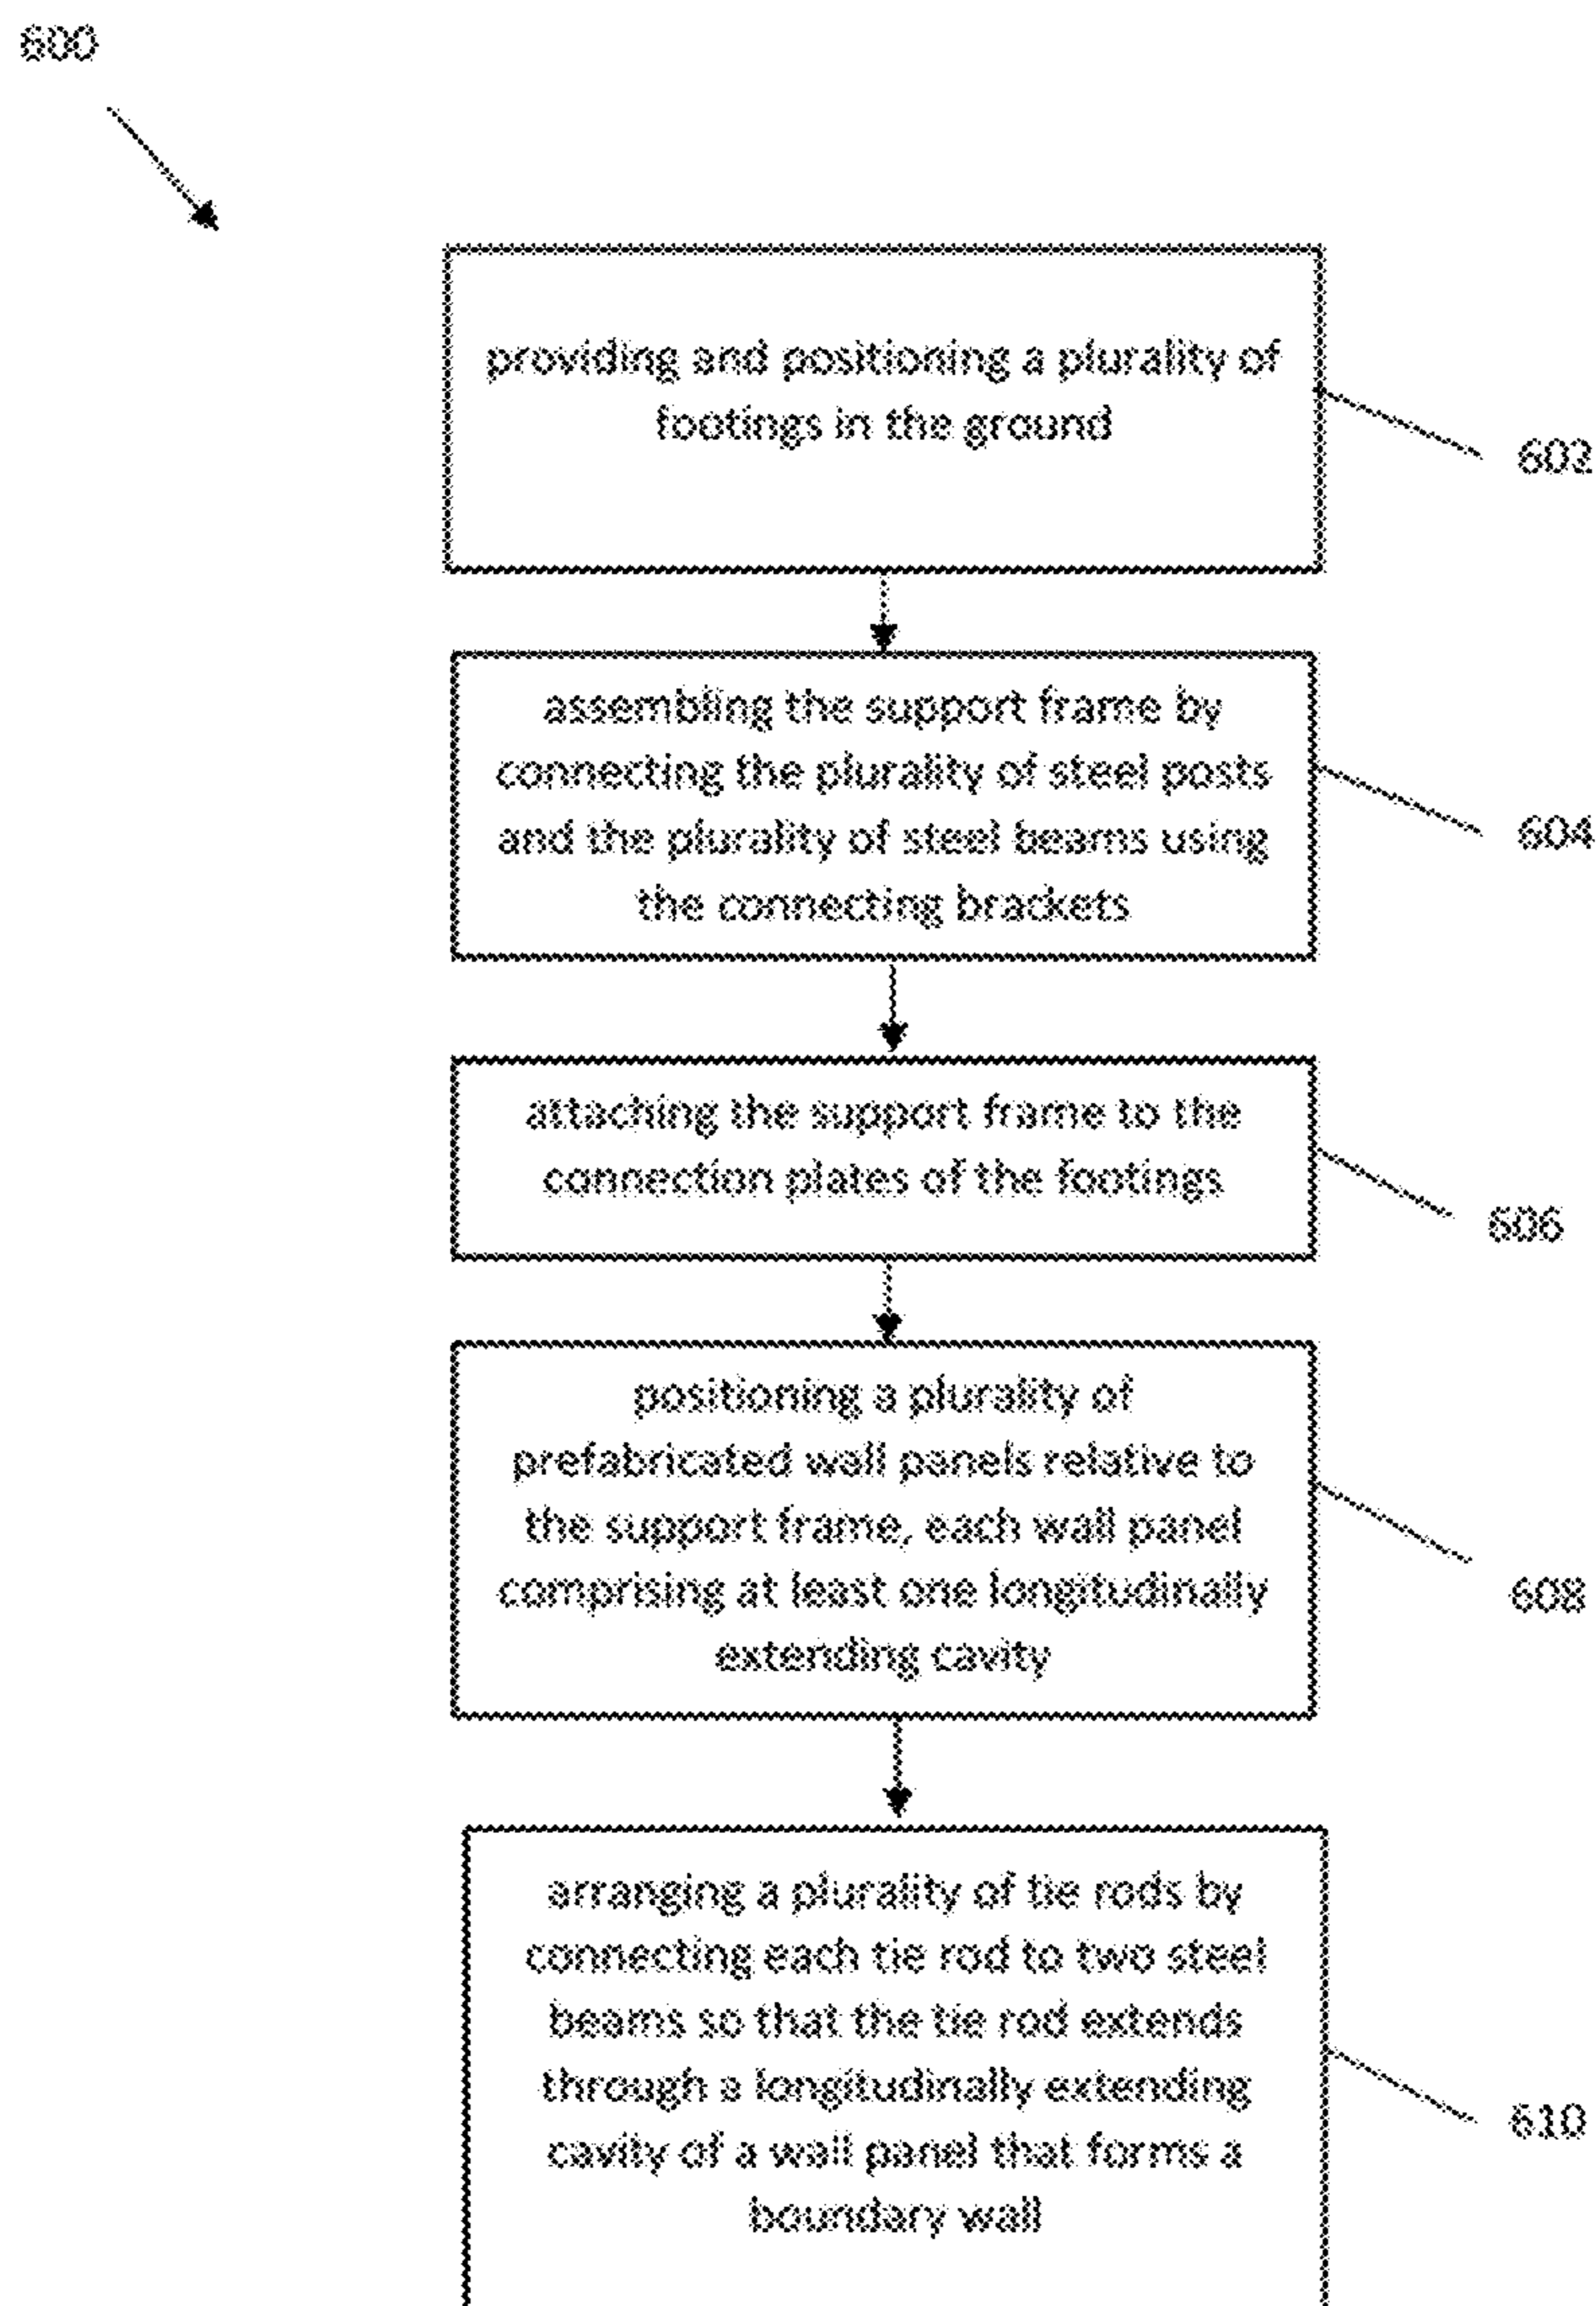 600
providing and positioning a plurality of
footings in the ground
602
assembling the support frame by
connecting the plurality of steel posts
and the plurality of steel beams using
the connecting brackets
604
attaching the support frame to the
connection plates of the footings
606
positioning a plurality of
prefabricated wall panels relative to
the support frame, each wall panel
comprising at least one longitudinally
extending cavity
608
arranging a plurality of tie rods by
connecting each tie rod to two steel
beams so that the tie rod extends
through a longitudinally extending
cavity of a wall panel that forms a
boundary wall
610